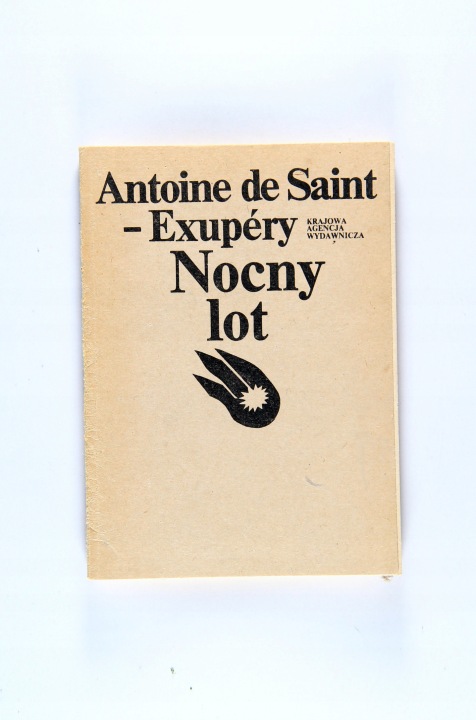 Antoine de Saint
- Exupéry
KRAJOWA
AGENCJA
WYDAWNICZA
Nocny
lot